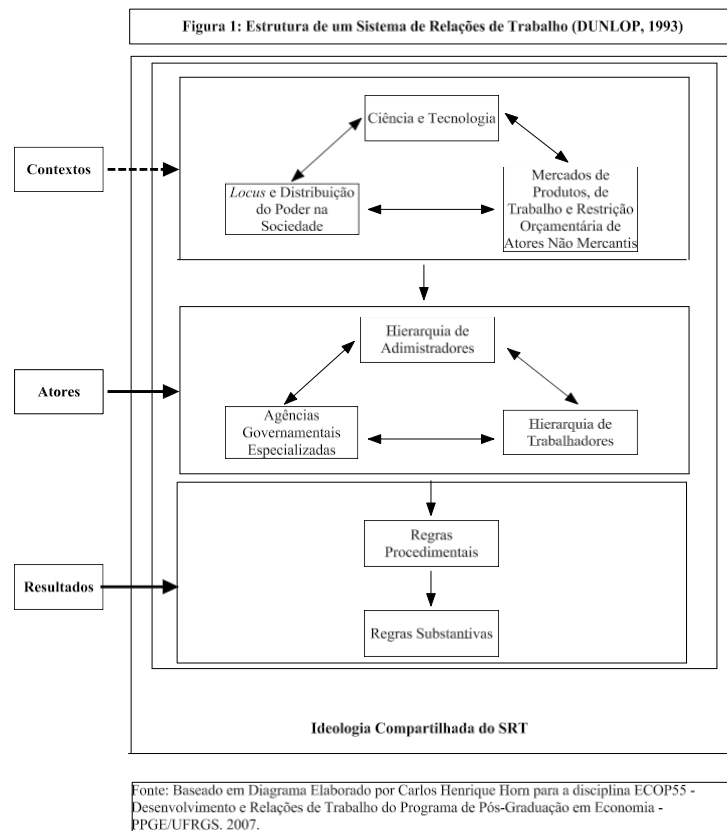 Figura 1: Estrutura de um Sistema de Relações de Trabalho (DUNLOP, 1993)
Ciência e Tecnologia
Contextos
Locus e Distribuição
do Poder na
Sociedade
Mercados de
Produtos, de
Trabalho e Restrição
Orçamentária de
Atores Não Mercantis
Hierarquia de
Adimistradores
Atores
Agências
Governamentais
Especializadas
Hierarquia de
Trabalhadores
Regras
Procedimentais
Resultados
Regras Substantivas
Ideologia Compartilhada do SRT
Fonte: Baseado em Diagrama Elaborado por Carlos Henrique Horn para a disciplina ECOP55 -
Desenvolvimento e Relações de Trabalho do Programa de Pós-Graduação em Economia -
PPGE/UFRGS. 2007.